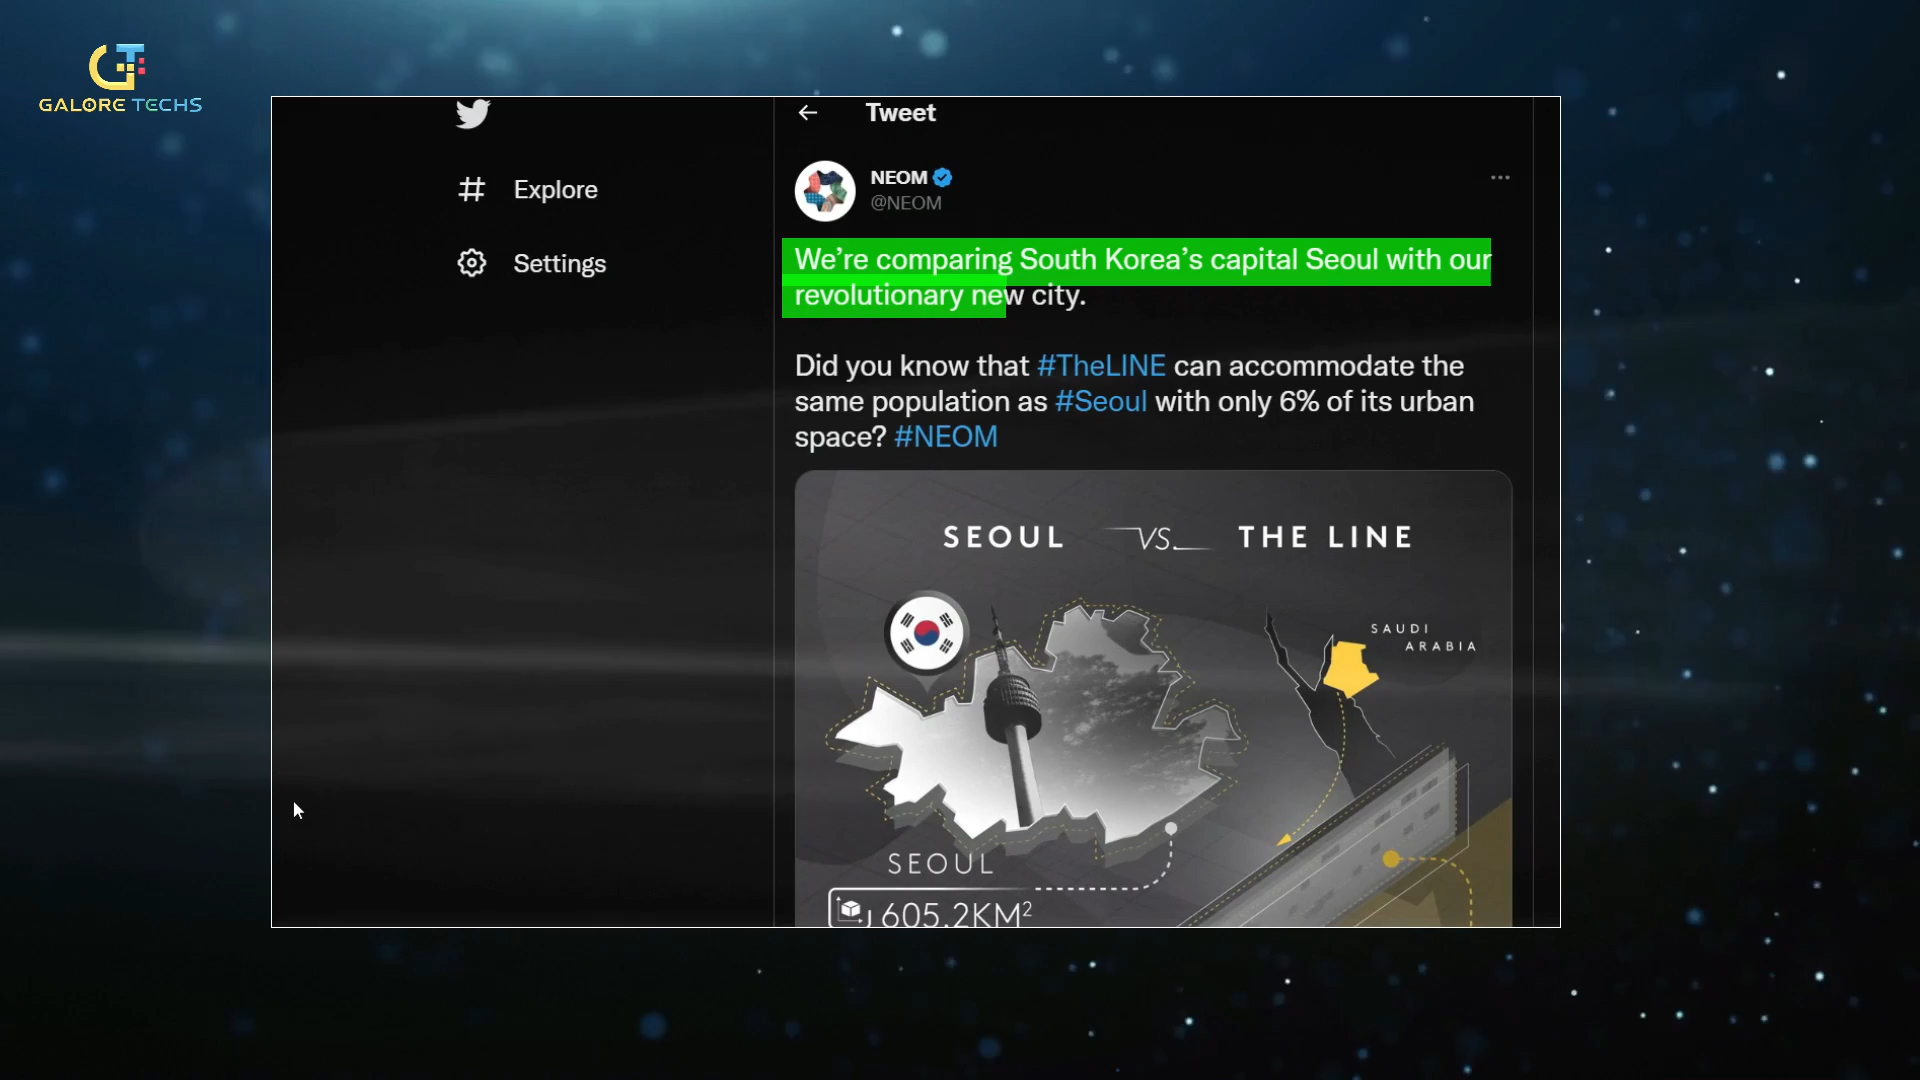 GALORE TECHS
Tweet
NEOM
@NEOM
Explore
Settings
We’re comparing South Korea’s capital Seoul with our
revolutionary new city.
Did you know that #TheLINE can accommodate the
same population as #Seoul with only 6% of its urban
space? #NEOM
SEOUL VS. THE LINE
SAUDI
ARABIA
SEOUL
605.2KM²